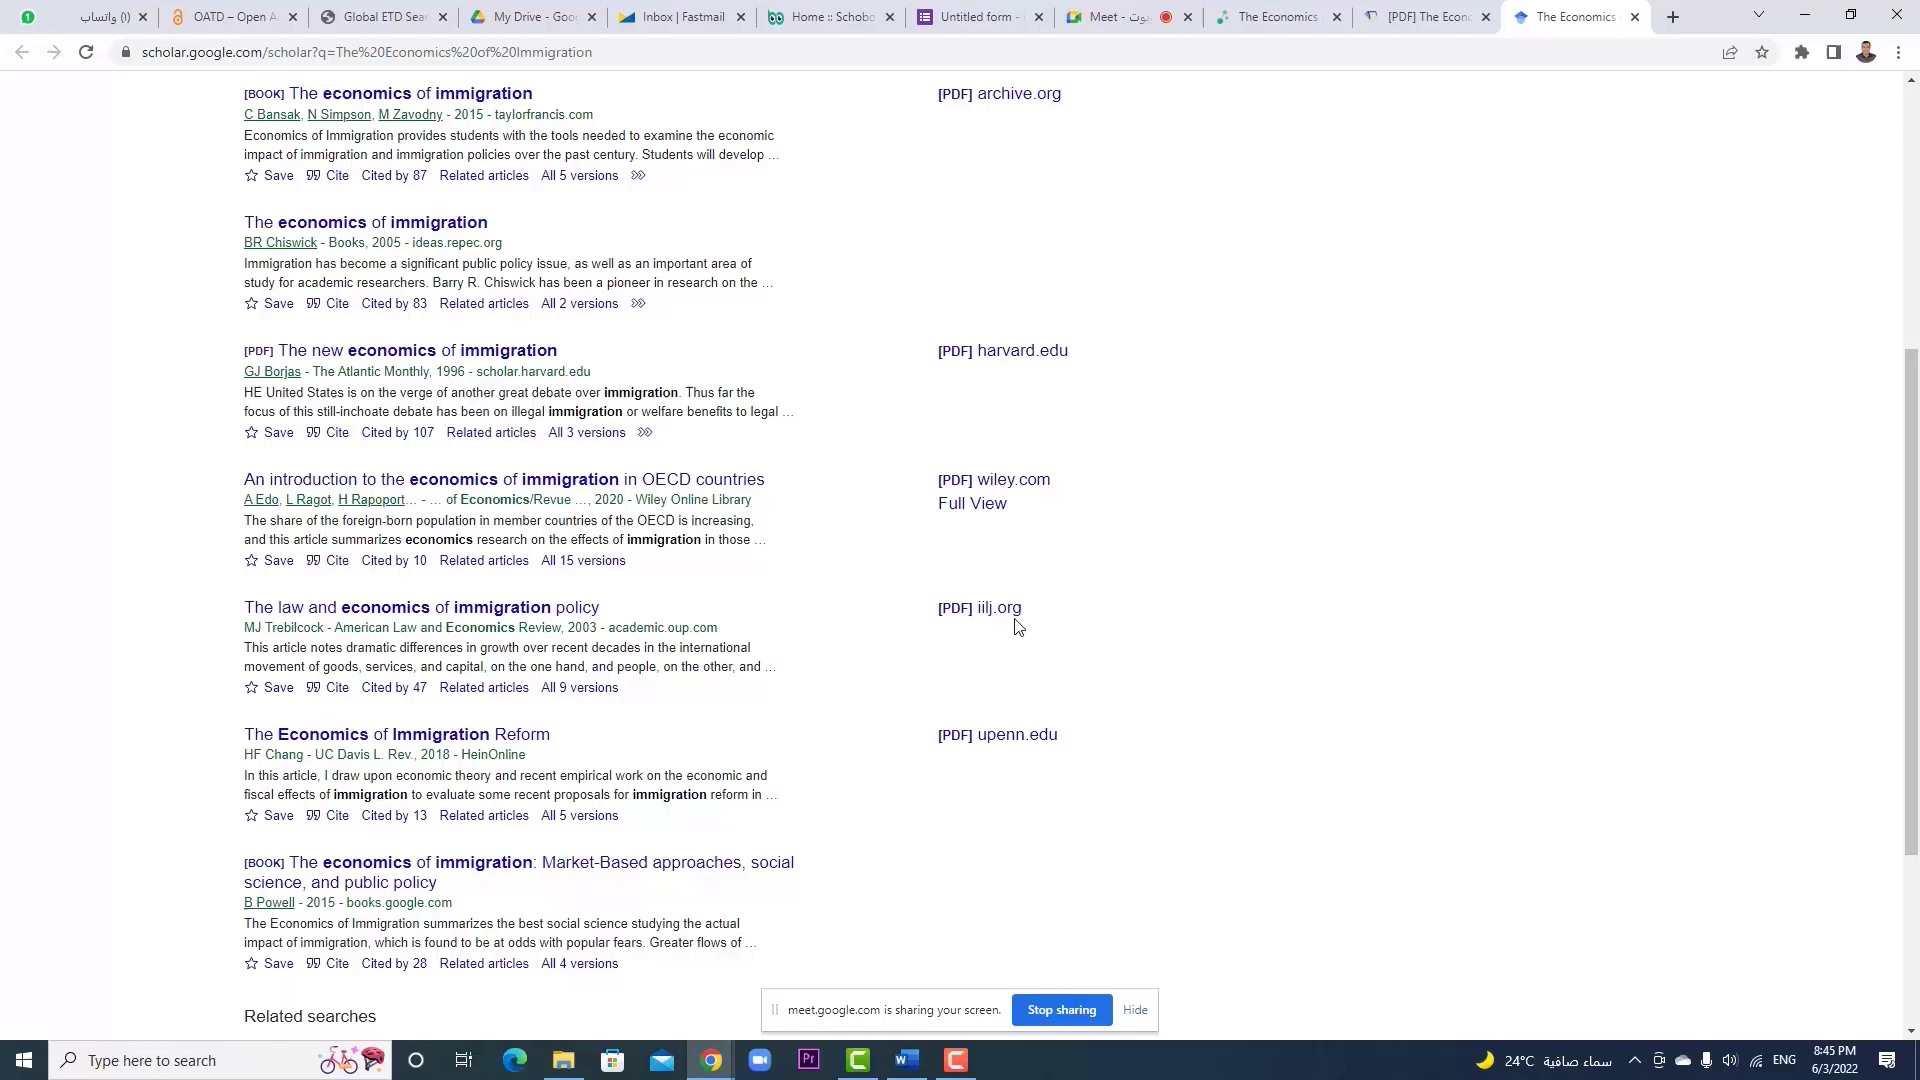 (۱) واتساب
OATD – Open A
Global ETD Sear
My Drive - Goo
Inbox | Fastmail
Home :: Schobo
Untitled form -
Meet - بوت
The Economics
[PDF] The Econ
The Economics
scholar.google.com/scholar?q=The%20Economics%20of%20Immigration
[BOOK] The economics of immigration
[PDF] archive.org
C Bansak, N Simpson, M Zavodny - 2015 - taylorfrancis.com
Economics of Immigration provides students with the tools needed to examine the economic
impact of immigration and immigration policies over the past century. Students will develop …
Save Cite Cited by 87 Related articles All 5 versions
The economics of immigration
BR Chiswick - Books, 2005 - ideas.repec.org
Immigration has become a significant public policy issue, as well as an important area of
study for academic researchers. Barry R. Chiswick has been a pioneer in research on the …
Save Cite Cited by 83 Related articles All 2 versions
[PDF] The new economics of immigration
[PDF] harvard.edu
GJ Borjas - The Atlantic Monthly, 1996 - scholar.harvard.edu
HE United States is on the verge of another great debate over immigration. Thus far the
focus of this still-inchoate debate has been on illegal immigration or welfare benefits to legal …
Save Cite Cited by 107 Related articles All 3 versions
An introduction to the economics of immigration in OECD countries
[PDF] wiley.com
A Edo, L Ragot, H Rapoport… - … of Economics/Revue …, 2020 - Wiley Online Library
Full View
The share of the foreign-born population in member countries of the OECD is increasing,
and this article summarizes economics research on the effects of immigration in those …
Save Cite Cited by 10 Related articles All 15 versions
The law and economics of immigration policy
[PDF] iilj.org
MJ Trebilcock - American Law and Economics Review, 2003 - academic.oup.com
This article notes dramatic differences in growth over recent decades in the international
movement of goods, services, and capital, on the one hand, and people, on the other, and …
Save Cite Cited by 47 Related articles All 9 versions
The Economics of Immigration Reform
[PDF] upenn.edu
HF Chang - UC Davis L. Rev., 2018 - HeinOnline
In this article, I draw upon economic theory and recent empirical work on the economic and
fiscal effects of immigration to evaluate some recent proposals for immigration reform in …
Save Cite Cited by 13 Related articles All 5 versions
[BOOK] The economics of immigration: Market-Based approaches, social
science, and public policy
B Powell - 2015 - books.google.com
The Economics of Immigration summarizes the best social science studying the actual
impact of immigration, which is found to be at odds with popular fears. Greater flows of …
Save Cite Cited by 28 Related articles All 4 versions
Related searches
meet.google.com is sharing your screen. Stop sharing Hide
Type here to search
Pr
24°C سماء صافية
ENG
8:45 PM
6/3/2022